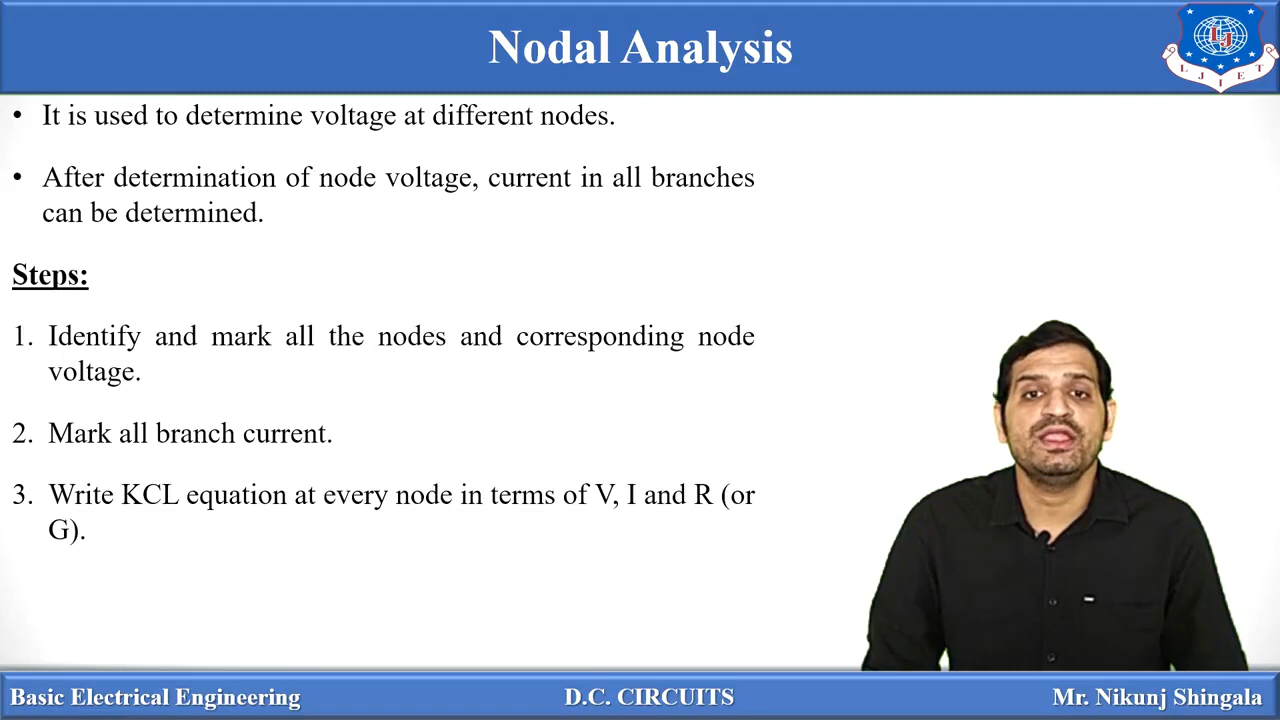 Nodal Analysis
L J I E T
• It is used to determine voltage at different nodes.
• After determination of node voltage, current in all branches
can be determined.
Steps:
1. Identify and mark all the nodes and corresponding node
voltage.
2. Mark all branch current.
3. Write KCL equation at every node in terms of V, I and R (or
G).
Basic Electrical Engineering
D.C. CIRCUITS
Mr. Nikunj Shingala